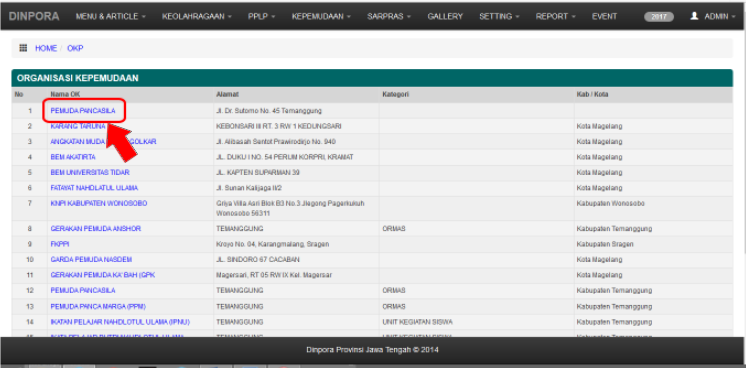 DINPORA MENU & ARTICLE KEOLAHRAGAAN PPLP KEPEMUDAAN SARPRAS GALLERY SETTING REPORT EVENT 2017 ADMIN
HOME / OKP
ORGANISASI KEPEMUDAAN
No Nama OK Alamat Kategori Kab / Kota
1 PEMUDA PANCASILA Jl. Dr. Sutomo No. 45 Temanggung
2 KARANG TARUNA KEBONSARI III RT. 3 RW 1 KEDUNGSARI Kota Magelang
3 ANGKATAN MUDA GOLKAR Jl. Alibasah Sentot Prawirodirjo No. 940 Kota Magelang
4 BEM AKATIRTA JL. DUKU I NO. 54 PERUM KORPRI, KRAMAT Kota Magelang
5 BEM UNIVERSITAS TIDAR JL. KAPTEN SUPARMAN 39 Kota Magelang
6 FATAYAT NAHDLATUL ULAMA Jl. Sunan Kalijaga II/2 Kota Magelang
7 KNPI KABUPATEN WONOSOBO Griya Villa Asri Blok B3 No.3 Jlegong Pagerkukuh Kabupaten Wonosobo
Wonosobo 56311
8 GERAKAN PEMUDA ANSHOR TEMANGGUNG ORMAS Kabupaten Temanggung
9 FKPPI Kroyo No. 04, Karangmalang, Sragen Kabupaten Sragen
10 GARDA PEMUDA NASDEM JL. SINDORO 67 CACABAN Kota Magelang
11 GERAKAN PEMUDA KA'BAH (GPK Magersari, RT 05 RW IX Kel. Magersar Kota Magelang
12 PEMUDA PANCASILA TEMANGGUNG ORMAS Kabupaten Temanggung
13 PEMUDA PANCA MARGA (PPM) TEMANGGUNG ORMAS Kabupaten Temanggung
14 IKATAN PELAJAR NAHDLOTUL ULAMA (IPNU) TEMANGGUNG UNIT KEGIATAN SISWA Kabupaten Temanggung
Dinpora Provinsi Jawa Tengah © 2014